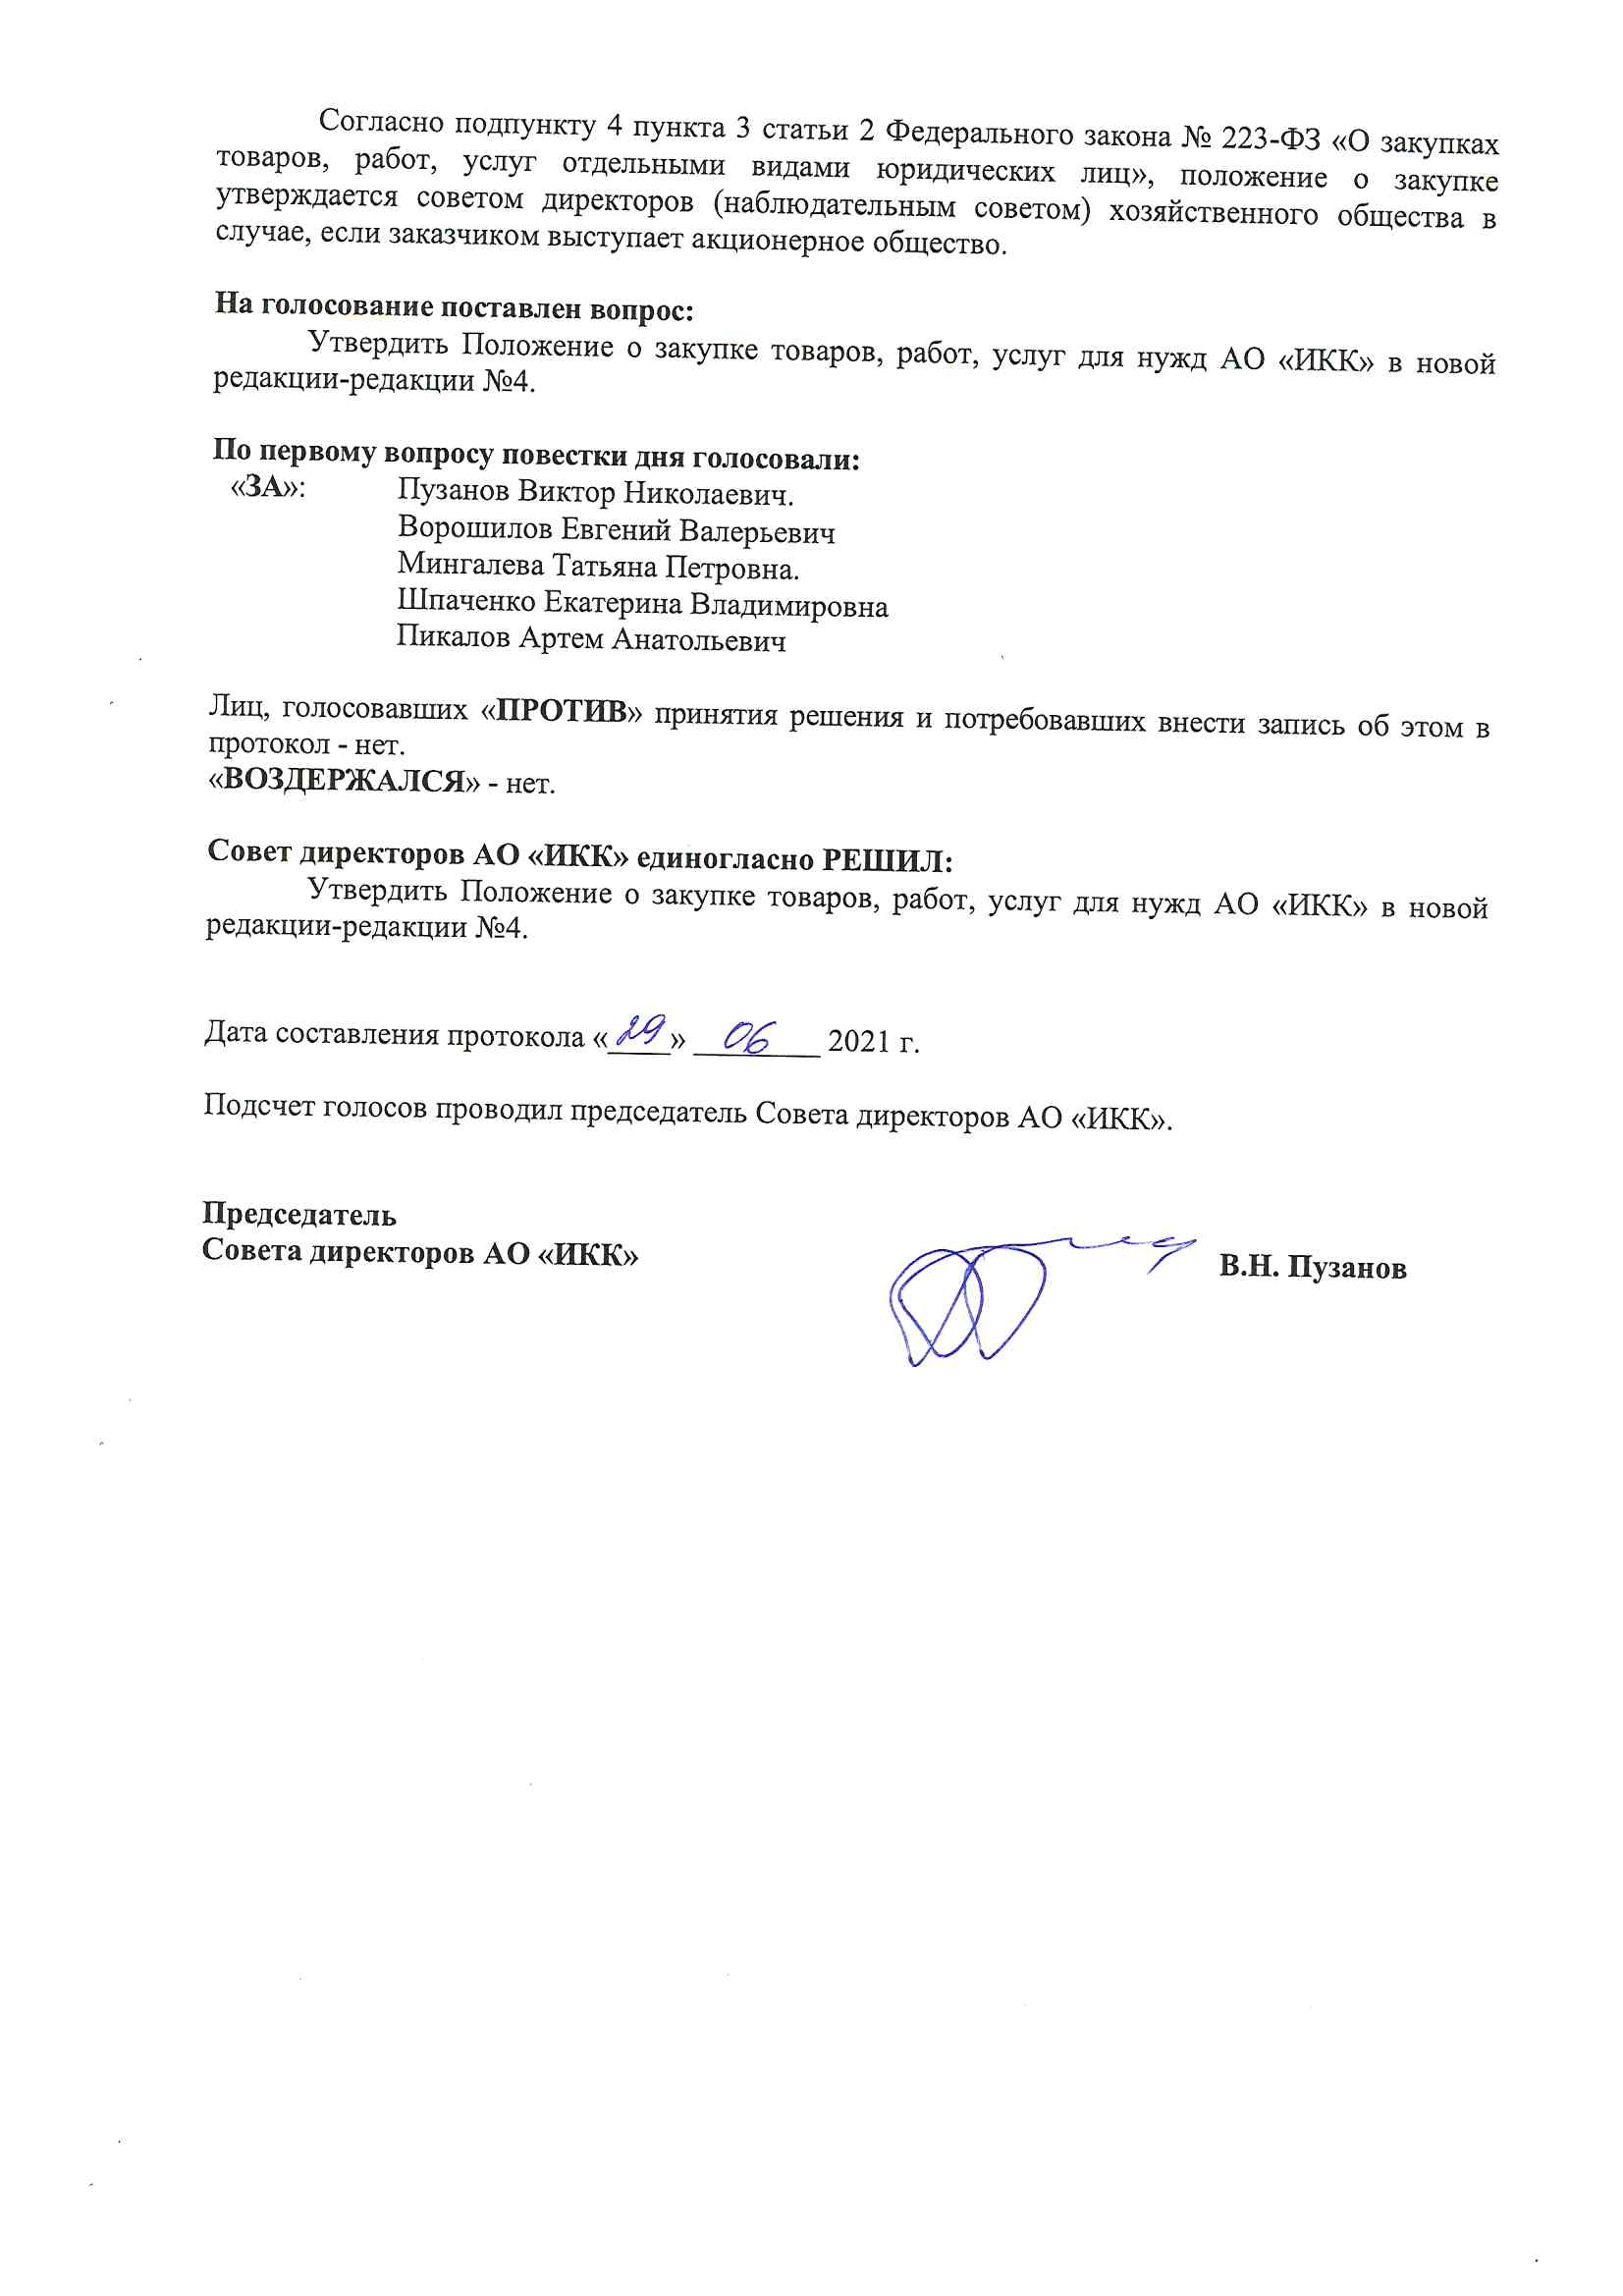 Согласно подпункту 4 пункта 3 статьи 2 Федерального закона № 223-ФЗ «О закупках
товаров, работ, услуг отдельными видами юридических лиц», положение о закупке
утверждается советом директоров (наблюдательным советом) хозяйственного общества в
случае, если заказчиком выступает акционерное общество.
На голосование поставлен вопрос:
Утвердить Положение о закупке товаров, работ, услуг для нужд АО «ИКК» в новой
редакции-редакции №4.
По первому вопросу повестки дня голосовали:
«ЗА»: Пузанов Виктор Николаевич.
Ворошилов Евгений Валерьевич
Мингалева Татьяна Петровна.
Шпаченко Екатерина Владимировна
Пикалов Артем Анатольевич
Лиц, голосовавших «ПРОТИВ» принятия решения и потребовавших внести запись об этом в
протокол - нет.
«ВОЗДЕРЖАЛСЯ» - нет.
Совет директоров АО «ИКК» единогласно РЕШИЛ:
Утвердить Положение о закупке товаров, работ, услуг для нужд АО «ИКК» в новой
редакции-редакции №4.
Дата составления протокола «29» 06 2021 г.
Подсчет голосов проводил председатель Совета директоров АО «ИКК».
Председатель
Совета директоров АО «ИКК» В.Н. Пузанов